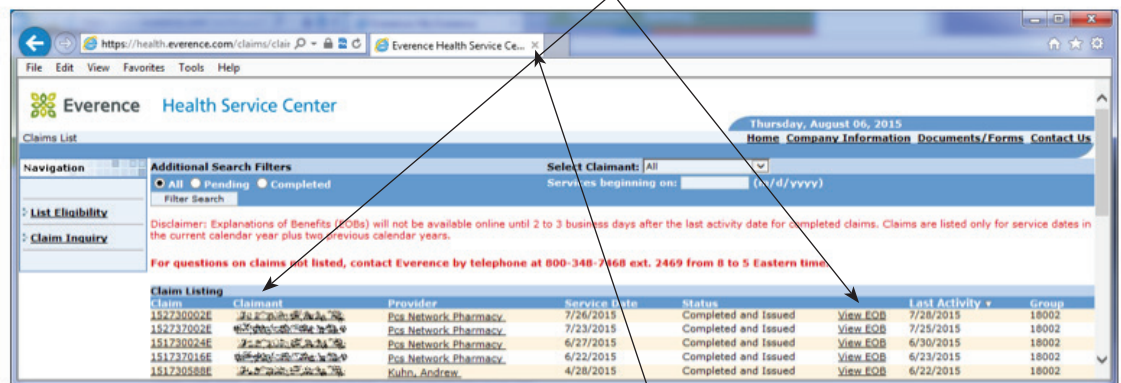 https://health.everence.com/claims/clair
Everence Health Service Ce...
File Edit View Favorites Tools Help
Everence Health Service Center
Thursday, August 06, 2015
Claims List
Home Company Information Documents/Forms Contact Us
Navigation
Additional Search Filters
Select Claimant: All
All Pending Completed
Services beginning on: (m/d/yyyy)
Filter Search
List Eligibility
Claim Inquiry
Disclaimer: Explanations of Benefits (EOBs) will not be available online until 2 to 3 business days after the last activity date for completed claims. Claims are listed only for service dates in
the current calendar year plus two previous calendar years.
For questions on claims not listed, contact Everence by telephone at 800-348-7468 ext. 2469 from 8 to 5 Eastern time.
Claim Listing
Claim Claimant Provider Service Date Status Last Activity Group
152730002E Pcs Network Pharmacy 7/26/2015 Completed and Issued View EOB 7/28/2015 18002
152737002E Pcs Network Pharmacy 7/23/2015 Completed and Issued View EOB 7/25/2015 18002
151730024E Pcs Network Pharmacy 6/27/2015 Completed and Issued View EOB 6/30/2015 18002
151737016E Pcs Network Pharmacy 6/22/2015 Completed and Issued View EOB 6/23/2015 18002
151730588E Kuhn, Andrew 4/28/2015 Completed and Issued View EOB 6/22/2015 18002